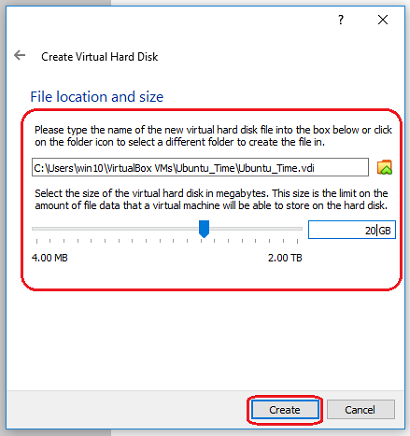 ?
Create Virtual Hard Disk
File location and size
Please type the name of the new virtual hard disk file into the box below or click
on the folder icon to select a different folder to create the file in.
C:\Users\win10\VirtualBox VMs\Ubuntu_Time\Ubuntu_Time.vdi
Select the size of the virtual hard disk in megabytes. This size is the limit on the
amount of file data that a virtual machine will be able to store on the hard disk.
20 GB
4.00 MB 2.00 TB
Create Cancel